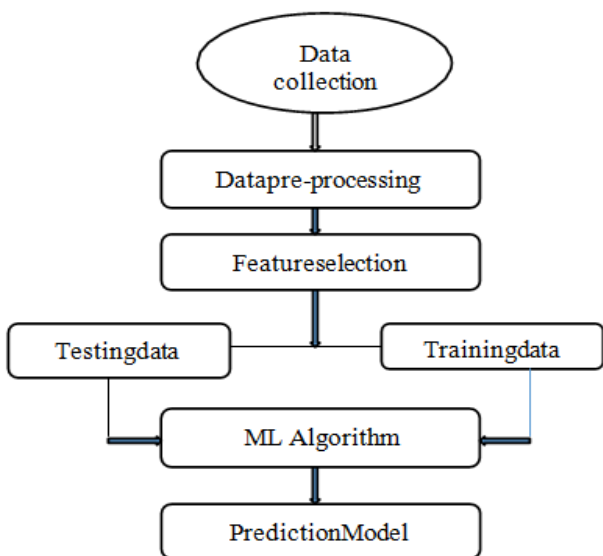 Data
collection
Datapre-processing
Featureselection
Testingdata
Trainingdata
ML Algorithm
PredictionModel